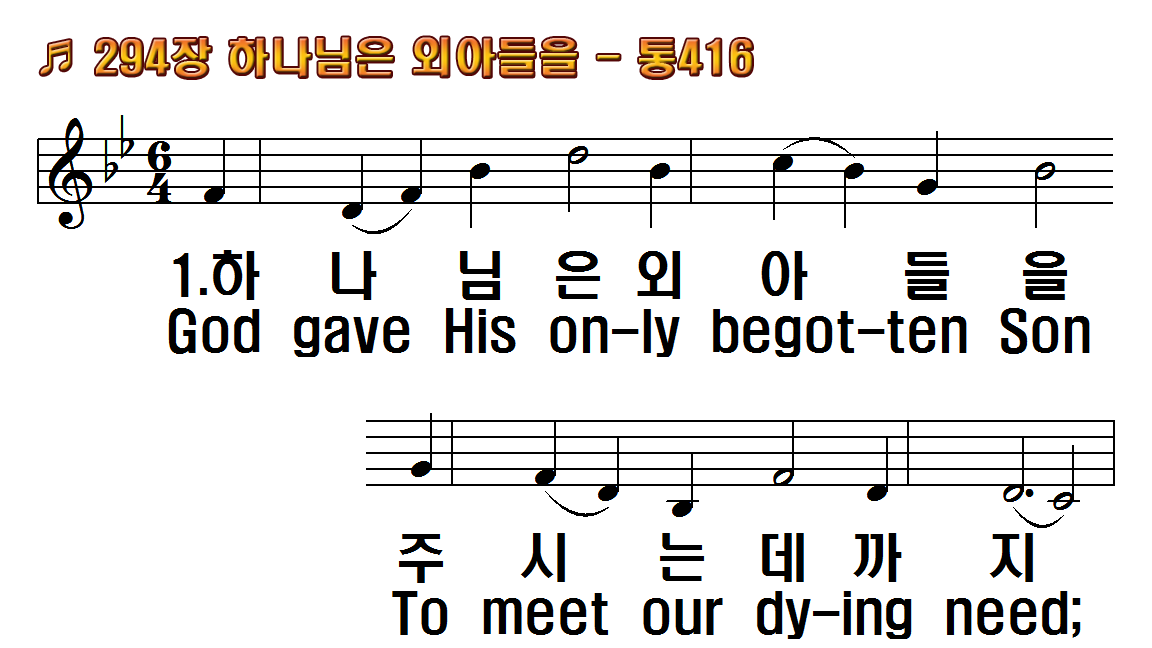 ♬ 294장 하나님은 외아들을 - 통416
6
4
1.하 나 님 은 외 아 들 을
God gave His on-ly begot-ten Son
주 시 는 데 까 지
To meet our dy-ing need;